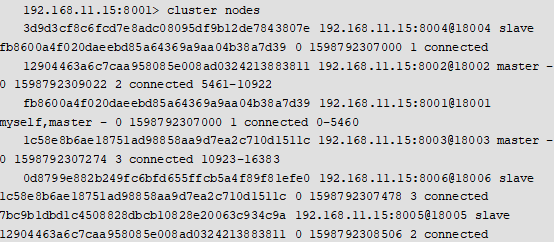 192.168.11.15:8001> cluster nodes
3d9d3cf8c6fcd7e8adc08095df9b12de7843807e 192.168.11.15:8004@18004 slave
fb8600a4f020daeebd85a64369a9aa04b38a7d39 0 1598792307000 1 connected
12904463a6c7caa958085e008ad0324213883811 192.168.11.15:8002@18002 master -
0 1598792309022 2 connected 5461-10922
fb8600a4f020daeebd85a64369a9aa04b38a7d39 192.168.11.15:8001@18001
myself,master - 0 1598792307000 1 connected 0-5460
1c58e8b6ae18751ad98858aa9d7ea2c710d1511c 192.168.11.15:8003@18003 master -
0 1598792307274 3 connected 10923-16383
0d8799e882b249fc6bfd655ffcb5a4f89f81efe0 192.168.11.15:8006@18006 slave
1c58e8b6ae18751ad98858aa9d7ea2c710d1511c 0 1598792307478 3 connected
7bc9b1dbd1c4508828dbcb10828e20063c934c9a 192.168.11.15:8005@18005 slave
12904463a6c7caa958085e008ad0324213883811 0 1598792308506 2 connected